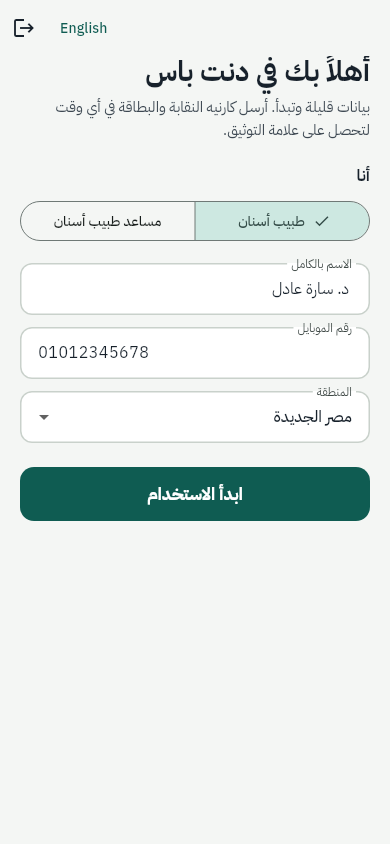 English
أهلاً بك في دنت باس
بيانات قليلة وتبدأ. أرسل كارنيه النقابة والبطاقة في أي وقت
لتحصل على علامة التوثيق.
أنا
طبيب أسنان
مساعد طبيب أسنان
الاسم بالكامل
د. سارة عادل
رقم الموبايل
01012345678
المنطقة
مصر الجديدة
ابدأ الاستخدام